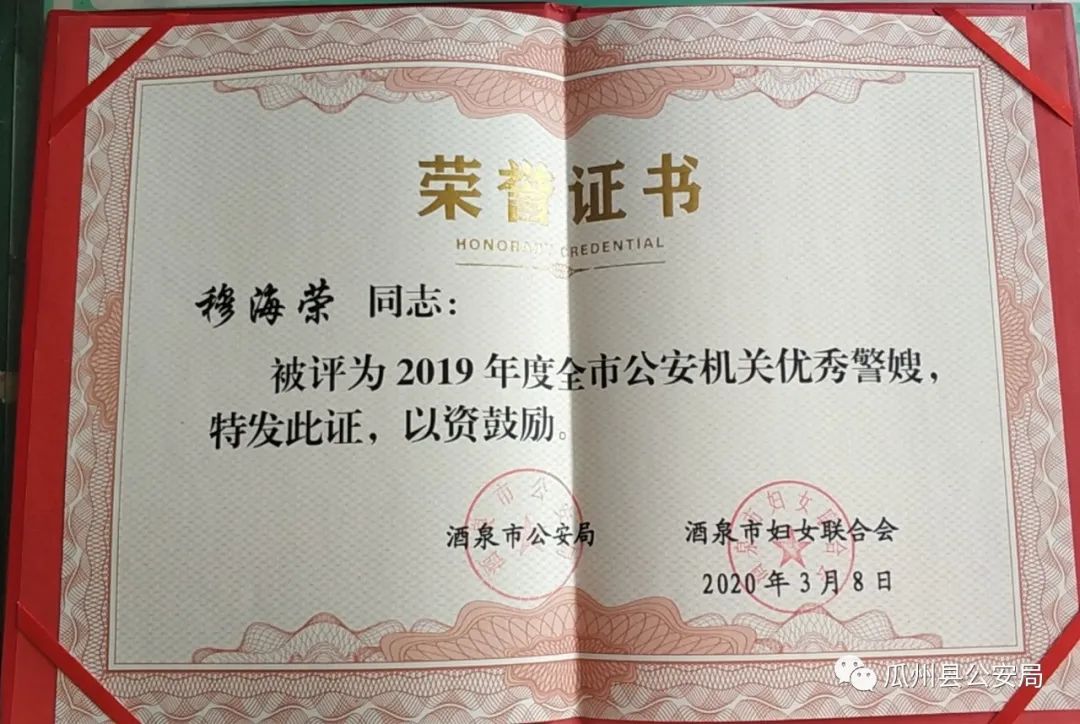 荣誉证书
HONORARY CREDENTIAL
穆海荣 同志：
被评为2019年度全市公安机关优秀警嫂，
特发此证，以资鼓励。
酒泉市公安局 酒泉市妇女联合会
2020年3月8日
瓜州县公安局